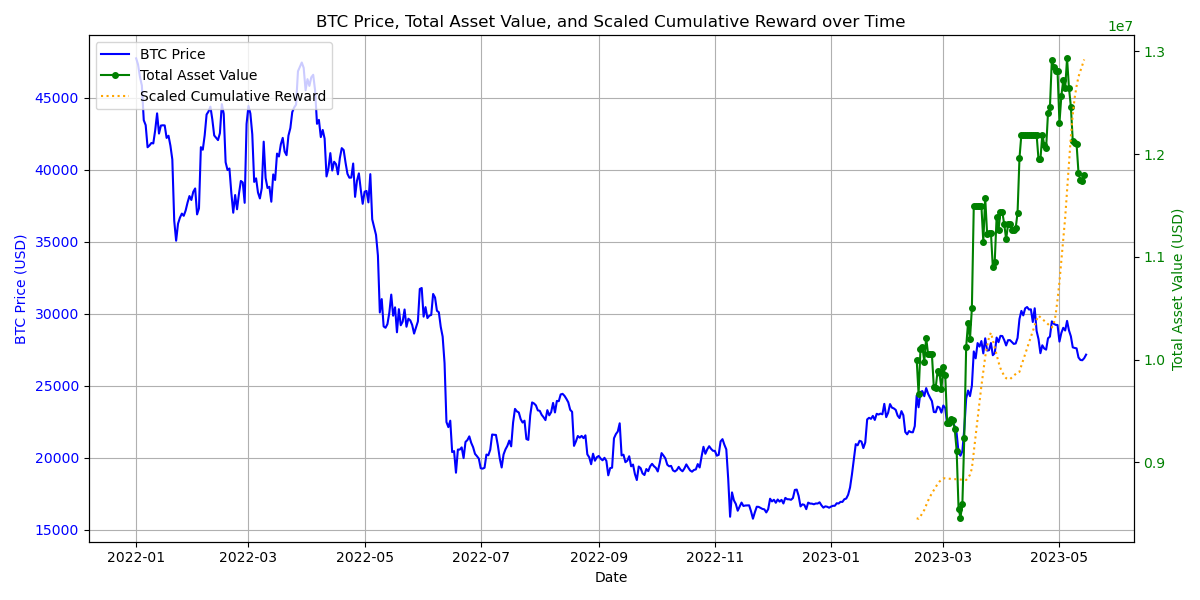 BTC Price, Total Asset Value, and Scaled Cumulative Reward over Time
1e7
BTC Price
Total Asset Value
Scaled Cumulative Reward
45000
40000
35000
30000
25000
20000
15000
BTC Price (USD)
1.3
1.2
1.1
1.0
0.9
Total Asset Value (USD)
2022-01 2022-03 2022-05 2022-07 2022-09 2022-11 2023-01 2023-03 2023-05
Date